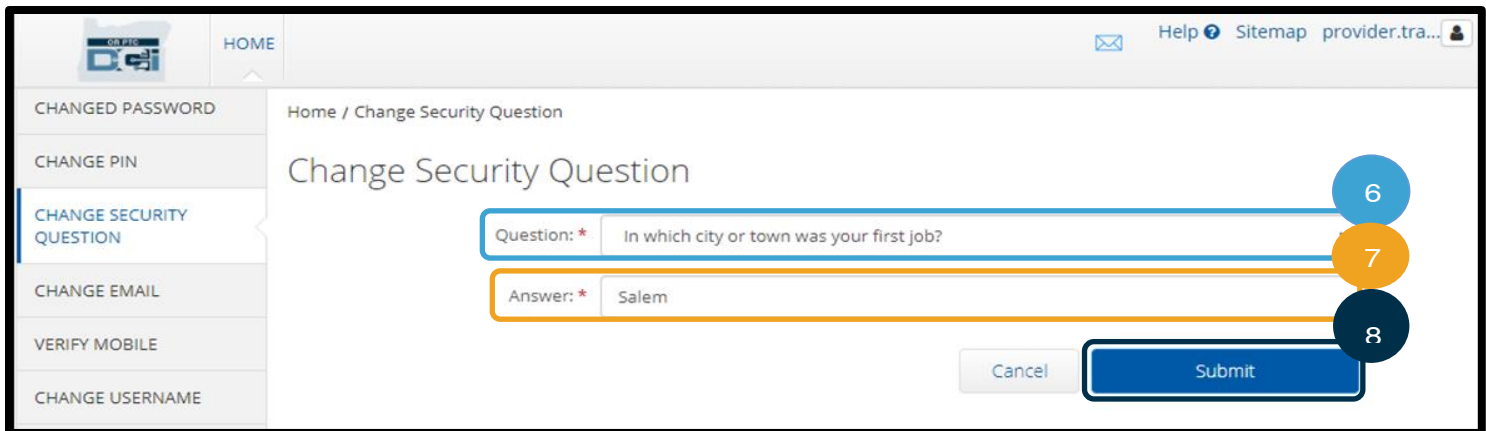 OR PTC
DCi
HOME
Help ? Sitemap provider.tra...
CHANGED PASSWORD
CHANGE PIN
CHANGE SECURITY
QUESTION
CHANGE EMAIL
VERIFY MOBILE
CHANGE USERNAME
Home / Change Security Question
Change Security Question
6
Question: * In which city or town was your first job?
7
Answer: * Salem
8
Cancel Submit